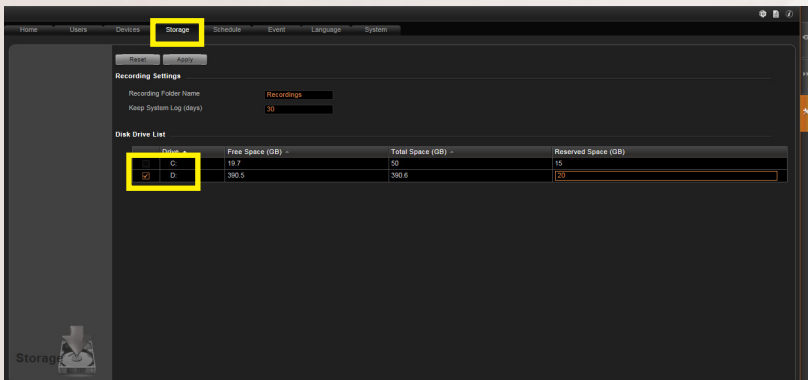 Home Users Devices Storage Schedule Event Language System
Reset Apply
Recording Settings
Recording Folder Name Recordings
Keep System Log (days) 30
Disk Drive List
Drive Free Space (GB) Total Space (GB) Reserved Space (GB)
C: 19.7 50 15
D: 390.5 390.6 20
Storage